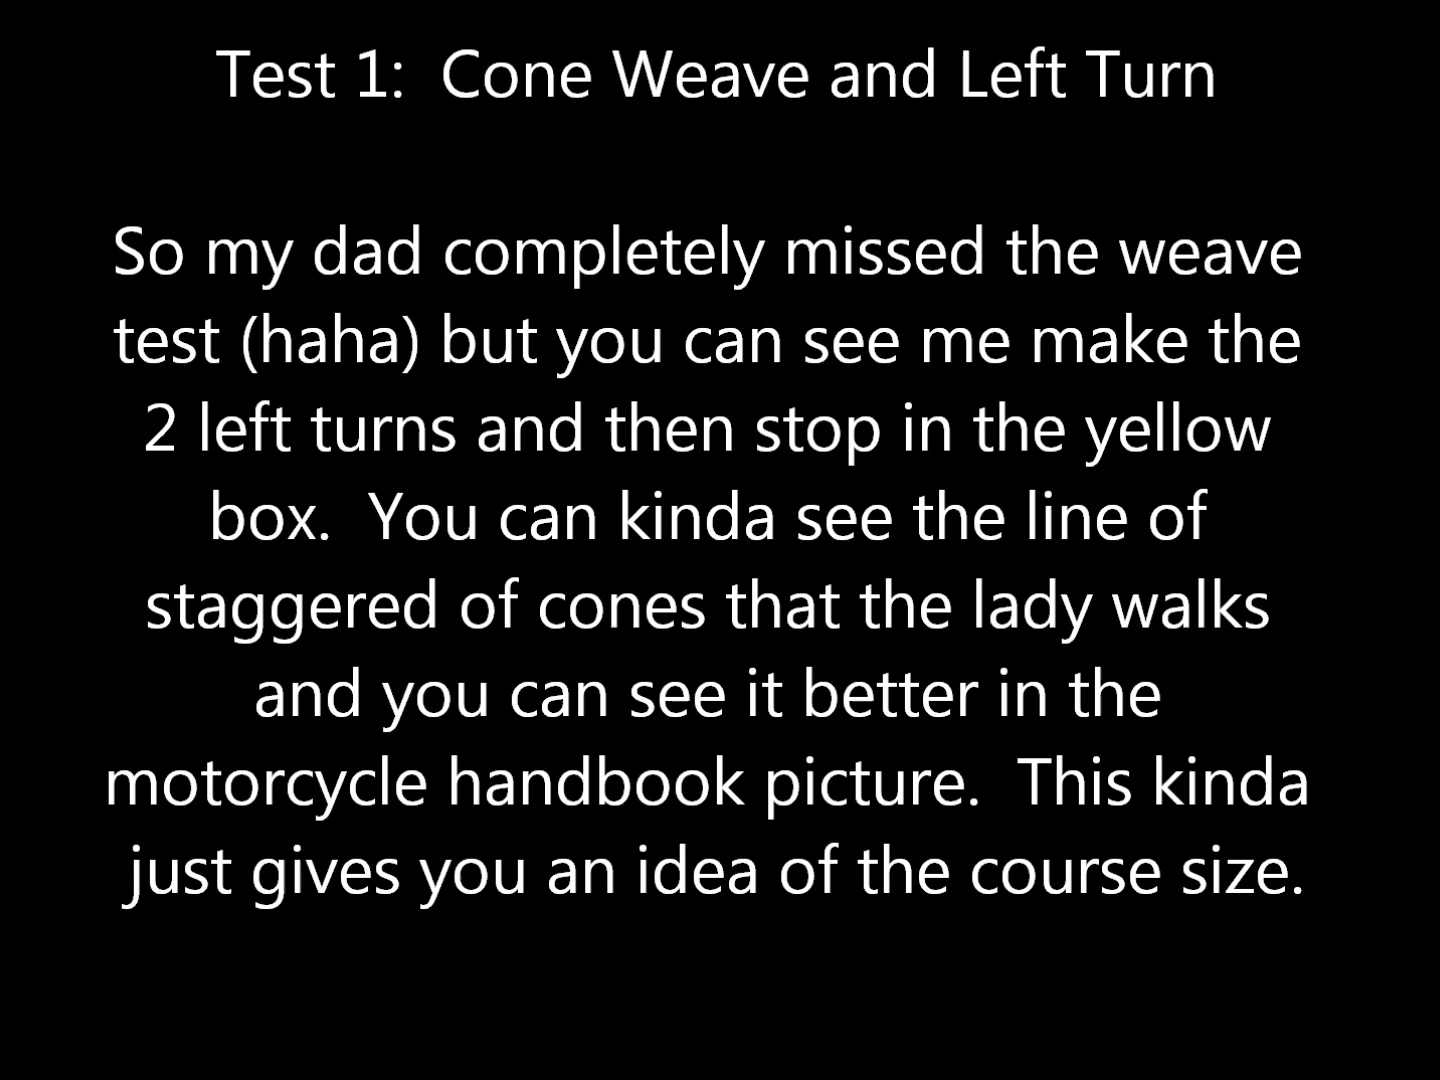 Test 1:  Cone Weave and Left Turn
So my dad completely missed the weave
test (haha) but you can see me make the
2 left turns and then stop in the yellow
box.  You can kinda see the line of
staggered of cones that the lady walks
and you can see it better in the
motorcycle handbook picture.  This kinda
just gives you an idea of the course size.